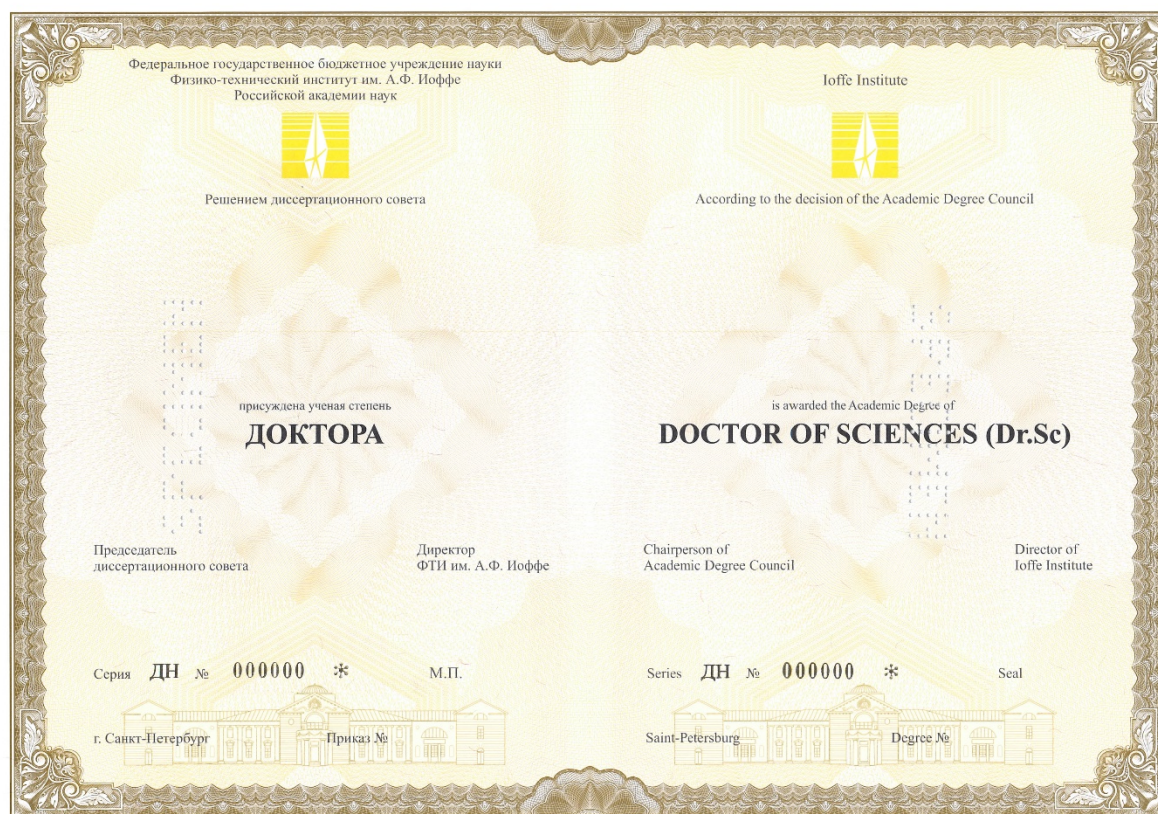 Федеральное государственное бюджетное учреждение науки
Физико-технический институт им. А.Ф. Иоффе
Российской академии наук
Решением диссертационного совета
присуждена ученая степень
ДОКТОРА
Председатель
диссертационного совета
Директор
ФТИ им. А.Ф. Иоффе
Серия ДН № 000000 * М.П.
г. Санкт-Петербург Приказ №
Ioffe Institute
According to the decision of the Academic Degree Council
is awarded the Academic Degree of
DOCTOR OF SCIENCES (Dr.Sc)
Chairperson of
Academic Degree Council
Director of
Ioffe Institute
Series ДН № 000000 * Seal
Saint-Petersburg Degree №